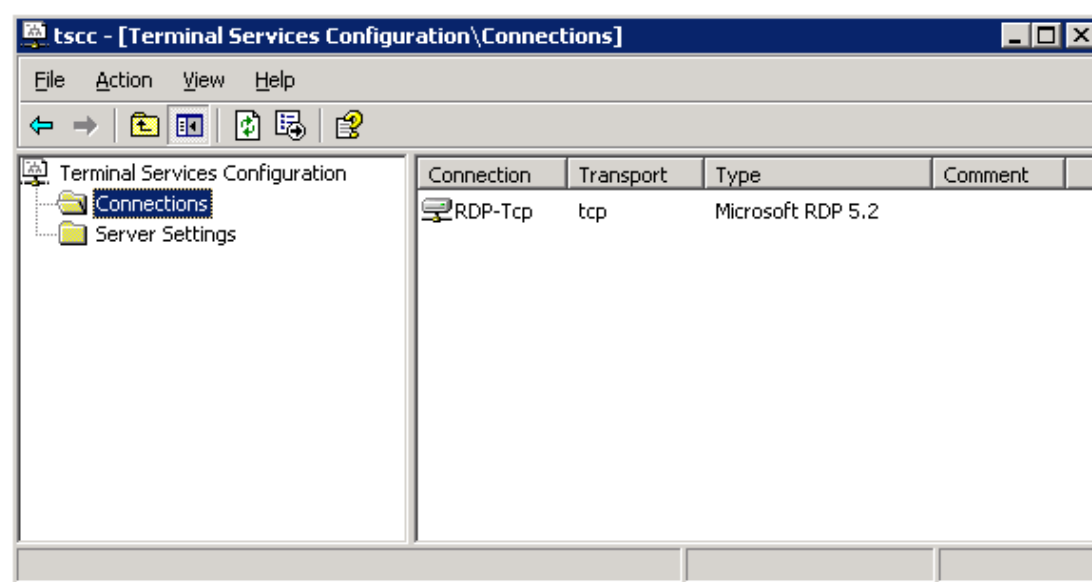 tscc - [Terminal Services Configuration\Connections]
File Action View Help
Terminal Services Configuration
Connections
Server Settings
Connection Transport Type Comment
RDP-Tcp tcp Microsoft RDP 5.2